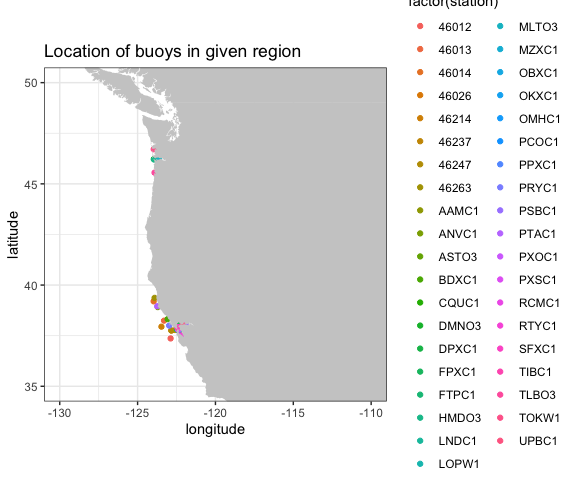 factor(station)
Location of buoys in given region
50
45
40
35
latitude
-130
-125
-120
-115
-110
longitude
46012
46013
46014
46026
46214
46237
46247
46263
AAMC1
ANVC1
ASTO3
BDXC1
CQUC1
DMNO3
DPXC1
FPXC1
FTPC1
HMDO3
LNDC1
LOPW1
MLTO3
MZXC1
OBXC1
OKXC1
OMHC1
PCOC1
PPXC1
PRYC1
PSBC1
PTAC1
PXOC1
PXSC1
RCMC1
RTYC1
SFXC1
TIBC1
TLBO3
TOKW1
UPBC1